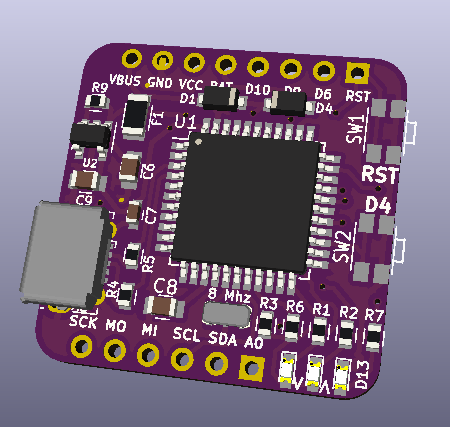 VBUS GND VCC BAT D10 D9 D6 RST
R9
D1
D4
F1
U1
SW1
U2
C6
RST
C9
D4
C7
SW2
R5
R4
C8
8 Mhz
R3 R6 R1 R2 R7
SCK MO MI SCL SDA A0
D13